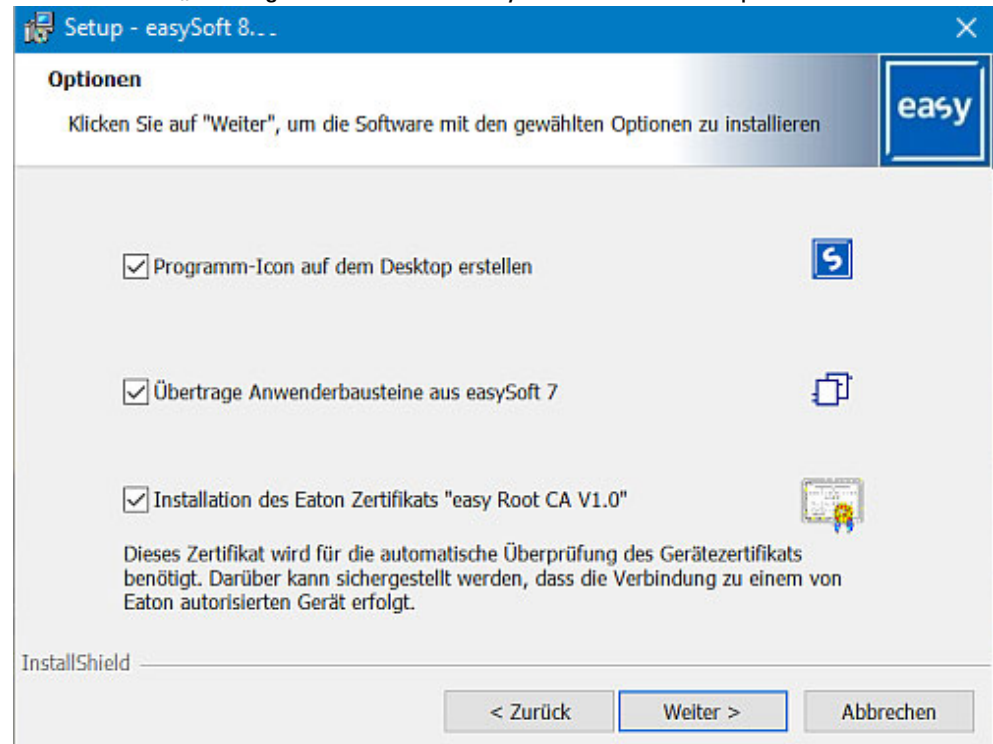 Setup - easySoft 8...
Optionen
Klicken Sie auf "Weiter", um die Software mit den gewählten Optionen zu installieren
easy
Programm-Icon auf dem Desktop erstellen
Übertrage Anwenderbausteine aus easySoft 7
Installation des Eaton Zertifikats "easy Root CA V1.0"
Dieses Zertifikat wird für die automatische Überprüfung des Gerätezertifikats
benötigt. Darüber kann sichergestellt werden, dass die Verbindung zu einem von
Eaton autorisierten Gerät erfolgt.
InstallShield
< Zurück
Weiter >
Abbrechen